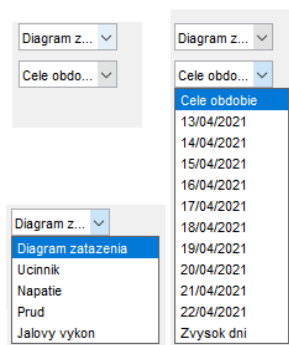 Diagram z...
Cele obdo...
Diagram z...
Diagram zatazenia
Ucinnik
Napatie
Prud
Jalovy vykon
Diagram z...
Cele obdo...
Cele obdobie
13/04/2021
14/04/2021
15/04/2021
16/04/2021
17/04/2021
18/04/2021
19/04/2021
20/04/2021
21/04/2021
22/04/2021
Zvysok dni